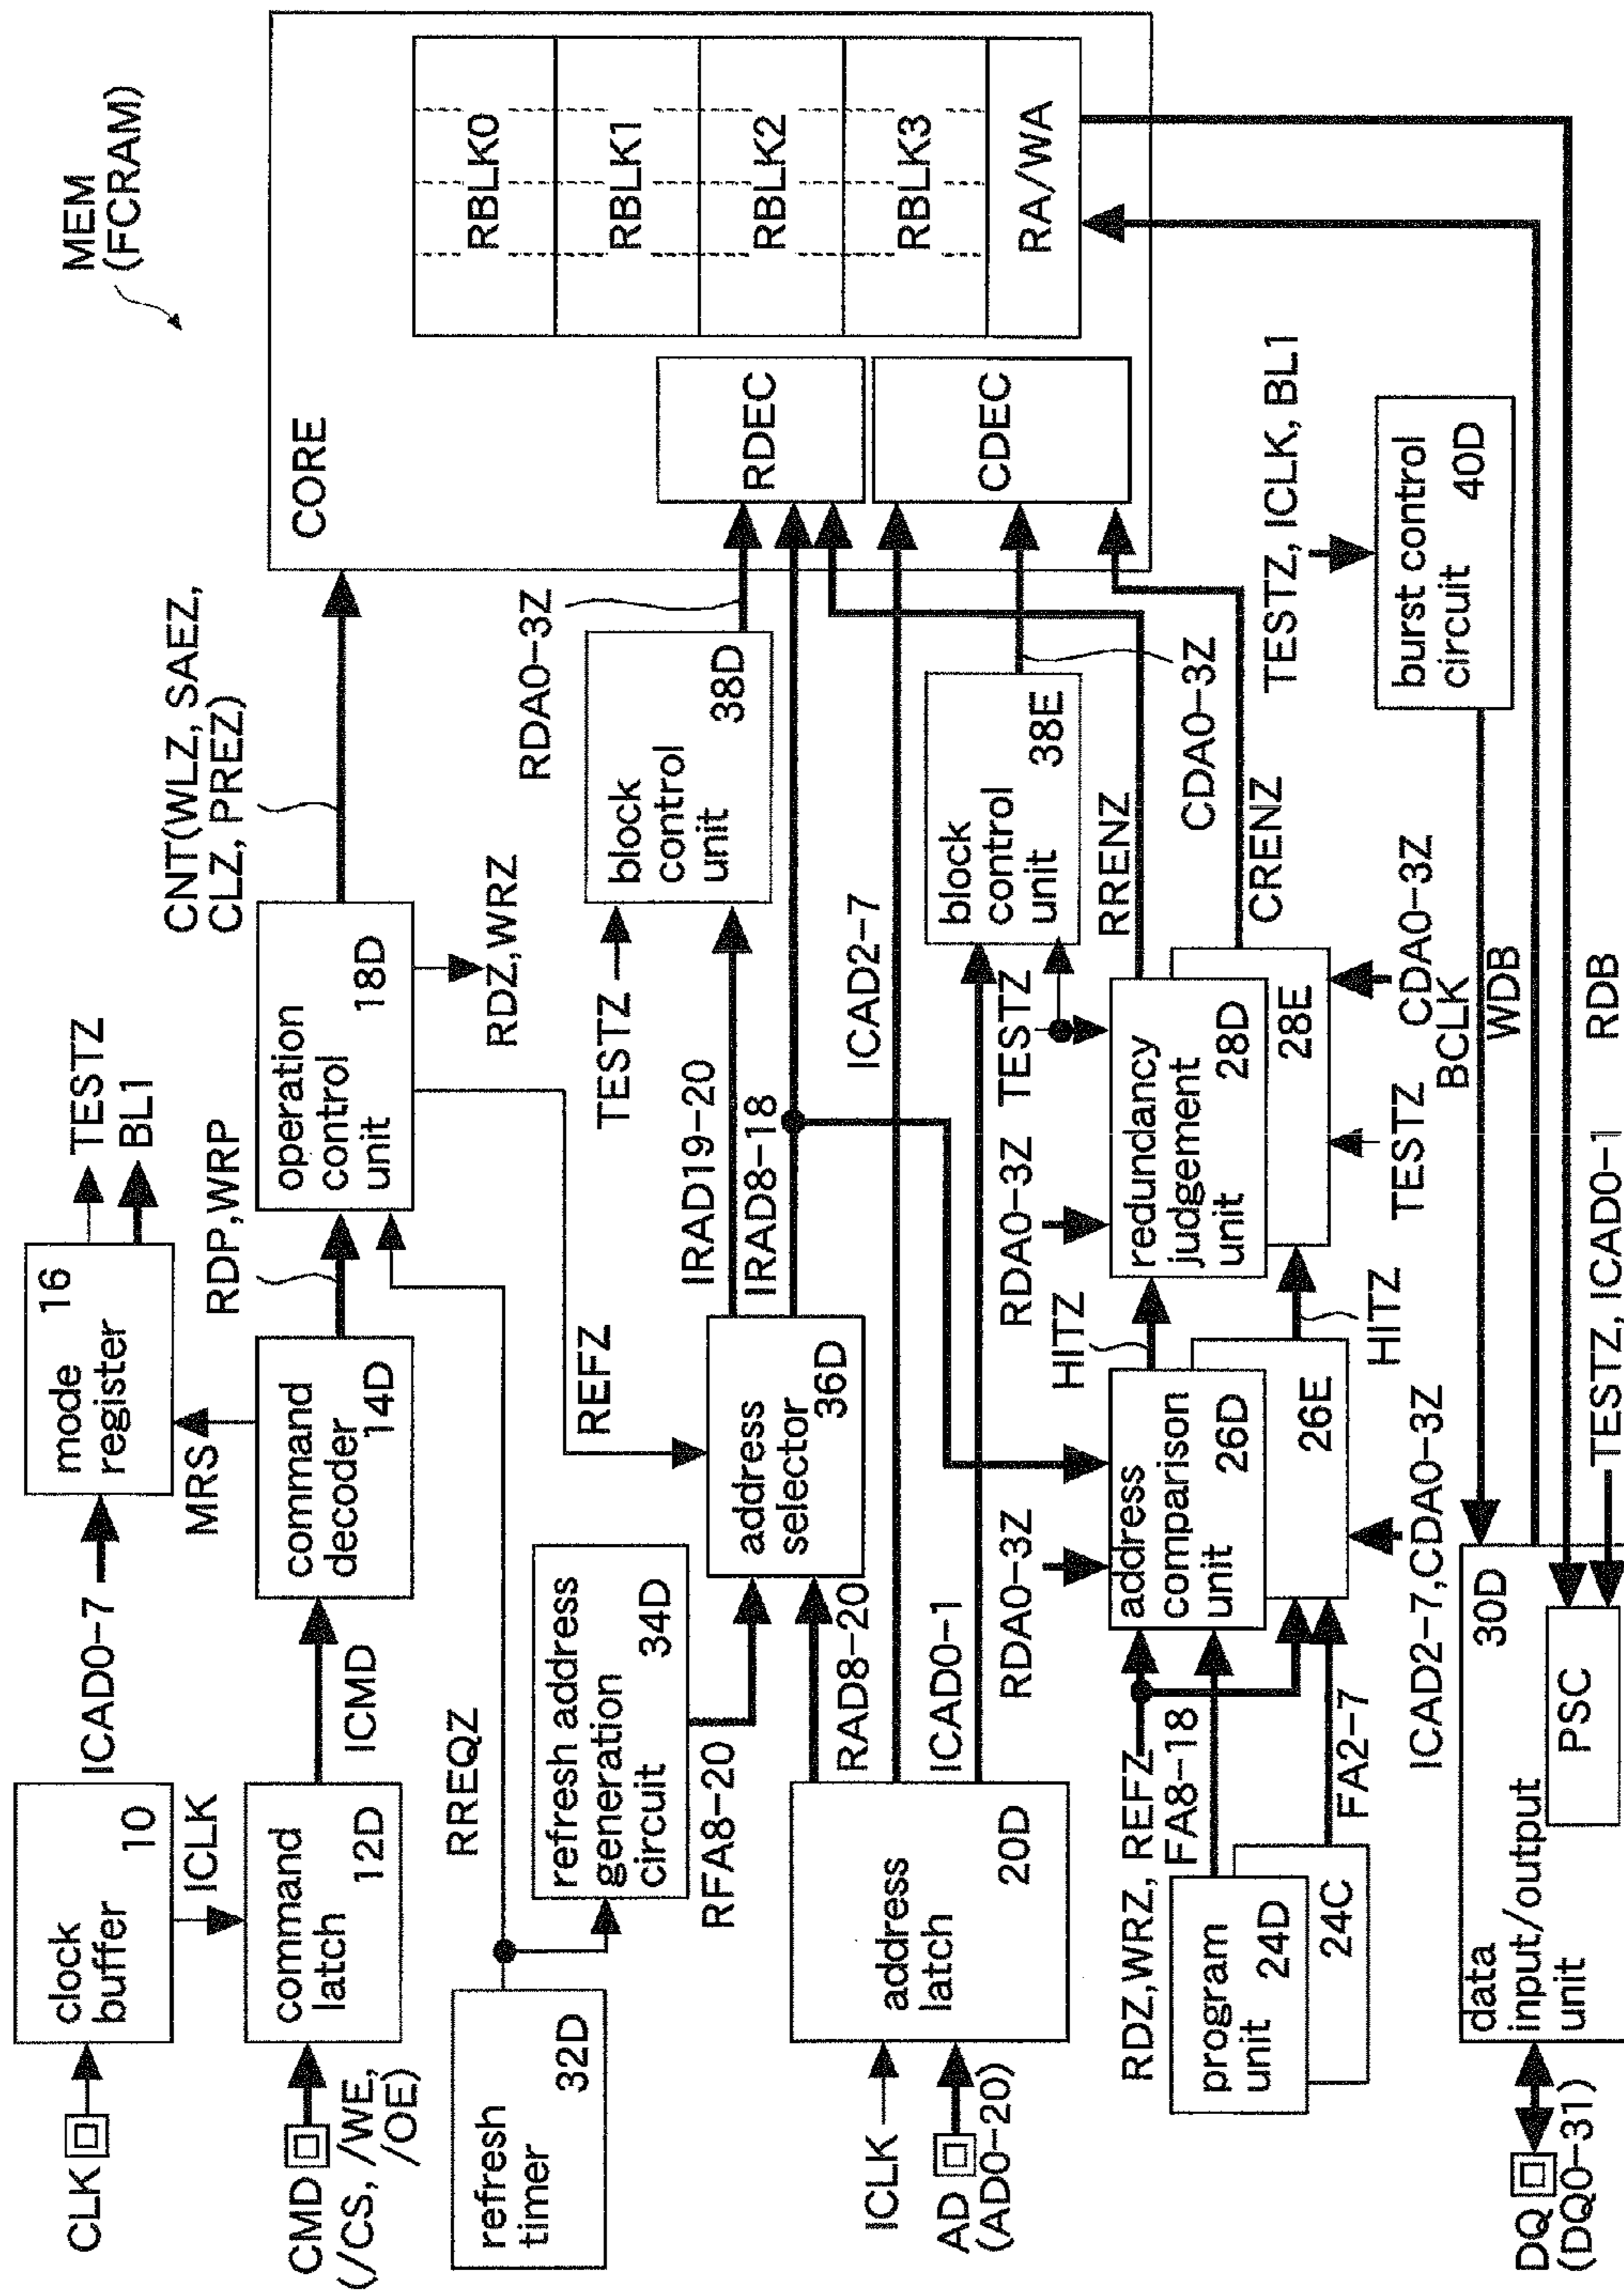 MEM
(FCRAM)
CLK
clock
buffer
10
ICLK
ICAD0-7
mode
register
16
TESTZ
BL1
MRS
CMD
(/CS, /WE,
/OE)
command
latch
12D
ICMD
command
decoder
14D
RDP,WRP
operation
control
unit
18D
CNT(WLZ, SAEZ,
CLZ, PREZ)
RDZ,WRZ
CORE
RBLK0
RBLK1
RBLK2
RBLK3
RA/WA
RDEC
CDEC
refresh
timer
32D
RREQZ
refresh address
generation
circuit
34D
RFA8-20
REFZ
address
selector
36D
IRAD19-20
IRAD8-18
TESTZ
block
control
unit
38D
RDA0-3Z
ICLK
AD
(AD0-20)
address
latch
20D
RAD8-20
ICAD0-1
ICAD2-7
TESTZ
block
control
unit
38E
CDA0-3Z
RDZ,WRZ, REFZ
FA8-18
program
unit
24D
24C
FA2-7
RDA0-3Z
address
comparison
unit
26D
26E
ICAD2-7,CDA0-3Z
HITZ
HITZ
RDA0-3Z
redundancy
judgement
unit
28D
28E
TESTZ
CDA0-3Z
RRENZ
CRENZ
TESTZ, ICLK, BL1
burst control
circuit
40D
BCLK
WDB
RDB
DQ
(DQ0-31)
data
input/output
unit
30D
PSC
TESTZ, ICAD0-1